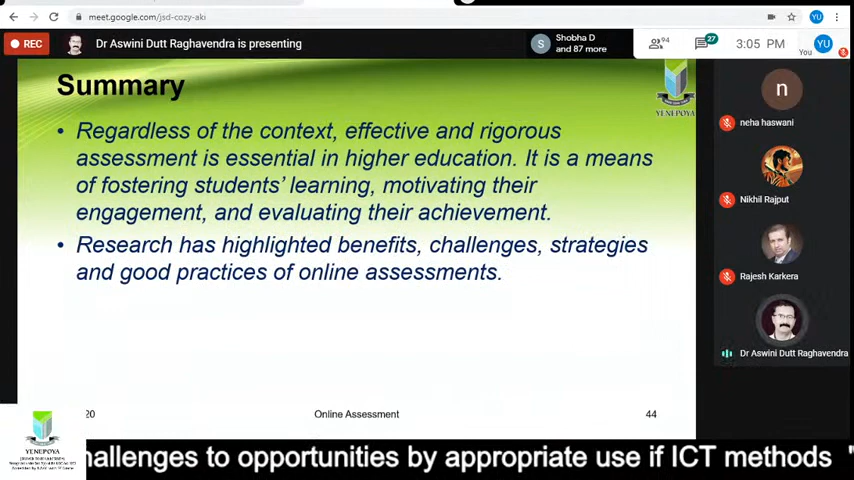 meet.google.com/jsd-cozy-aki
REC
Dr Aswini Dutt Raghavendra is presenting
S
Shobha D
and 87 more
94
27
3:05 PM
YU
YU
You
Summary
YENEPOYA
• Regardless of the context, effective and rigorous
assessment is essential in higher education. It is a means
of fostering students' learning, motivating their
engagement, and evaluating their achievement.
• Research has highlighted benefits, challenges, strategies
and good practices of online assessments.
n
neha haswani
Nikhil Rajput
Rajesh Karkera
Dr Aswini Dutt Raghavendra
20
Online Assessment
44
YENEPOYA
hallenges to opportunities by appropriate use if ICT methods "